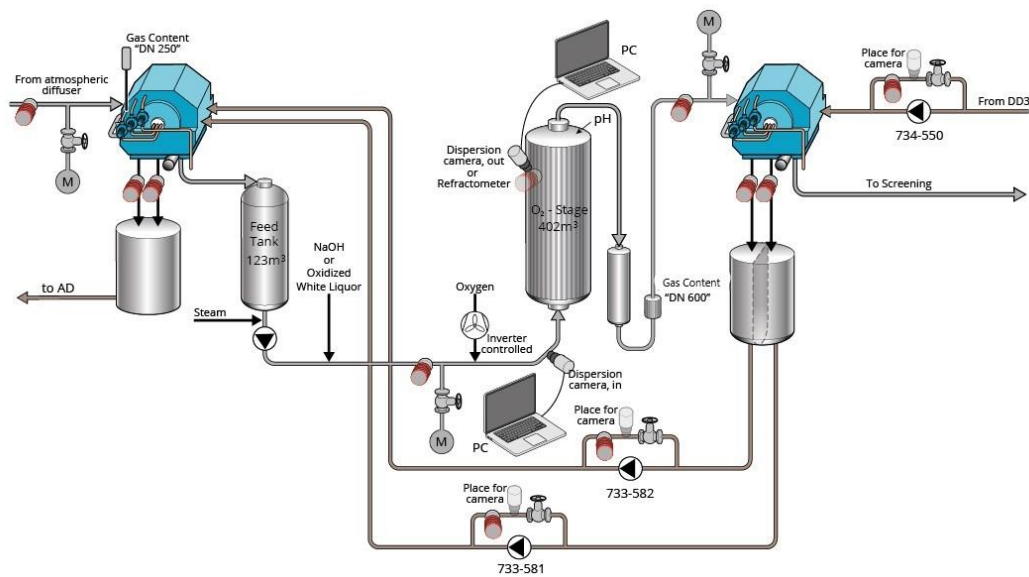 Gas Content
“DN 250”
From atmospheric
diffuser
M
to AD
Feed
Tank
123m³
Steam
NaOH
or
Oxidized
White Liquor
M
Oxygen
Inverter
controlled
PC
pH
Dispersion
camera, out
or
Refractometer
O₂ - Stage
402m³
Dispersion
camera, in
PC
Gas Content
“DN 600”
M
Place for
camera
From DD3
734-550
To Screening
Place for
camera
733-582
Place for
camera
733-581